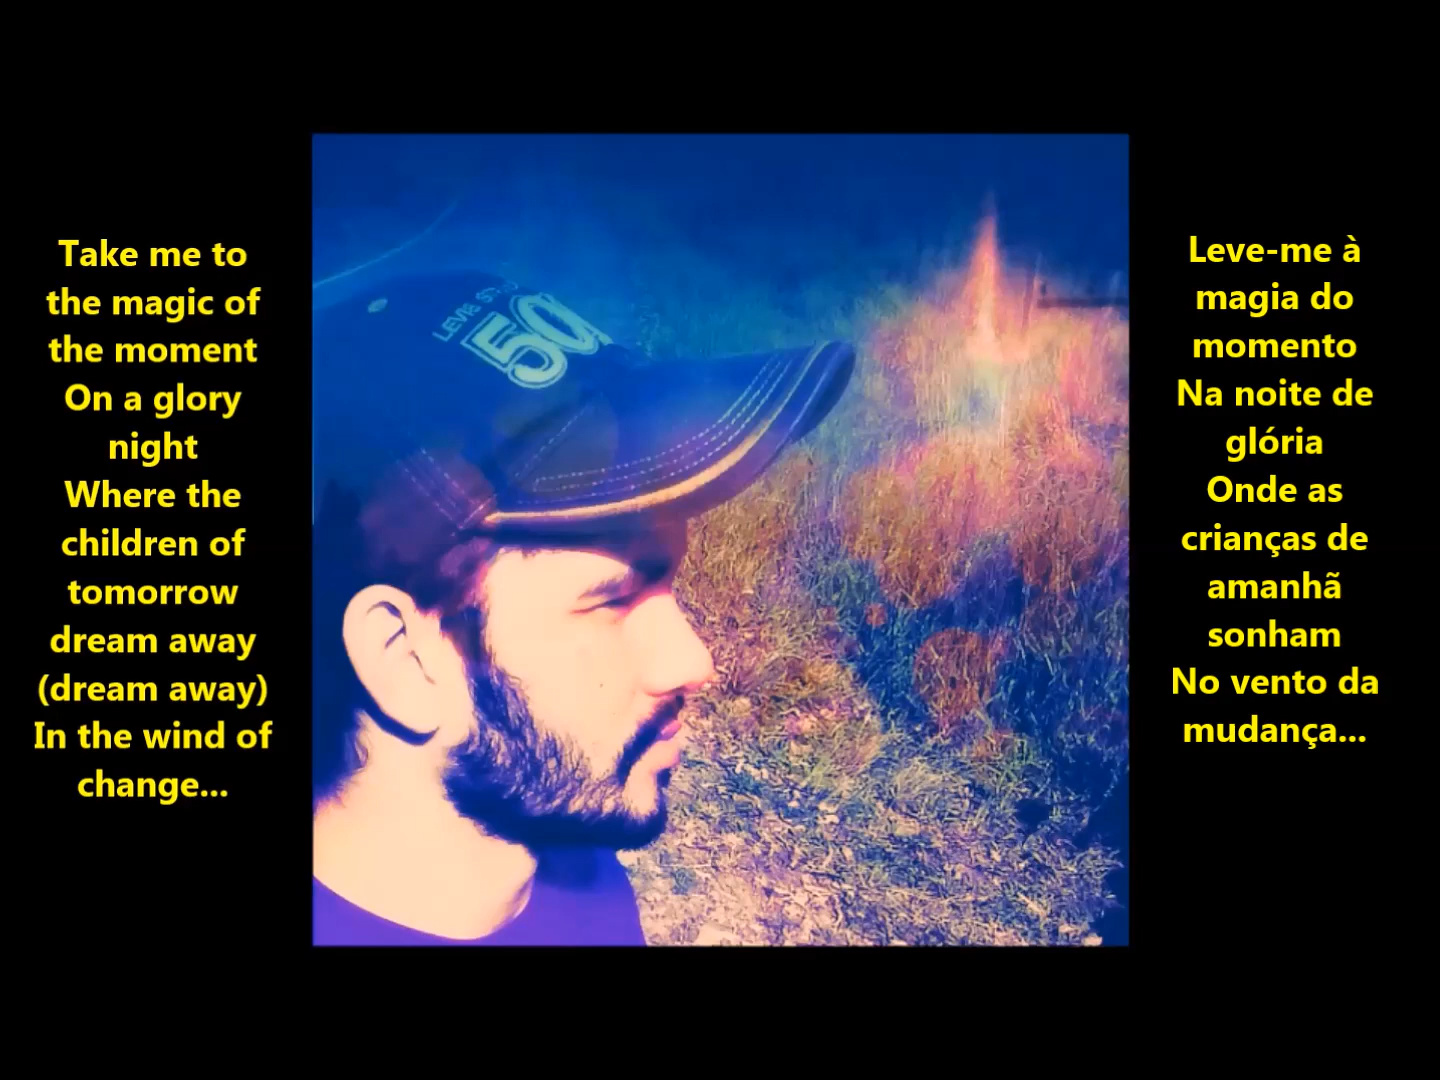 Take me to
the magic of
the moment
On a glory
night
Where the
children of
tomorrow
dream away
(dream away)
In the wind of
change...
LEVIS
50
Leve-me à
magia do
momento
Na noite de
glória
Onde as
crianças de
amanhã
sonham
No vento da
mudança...